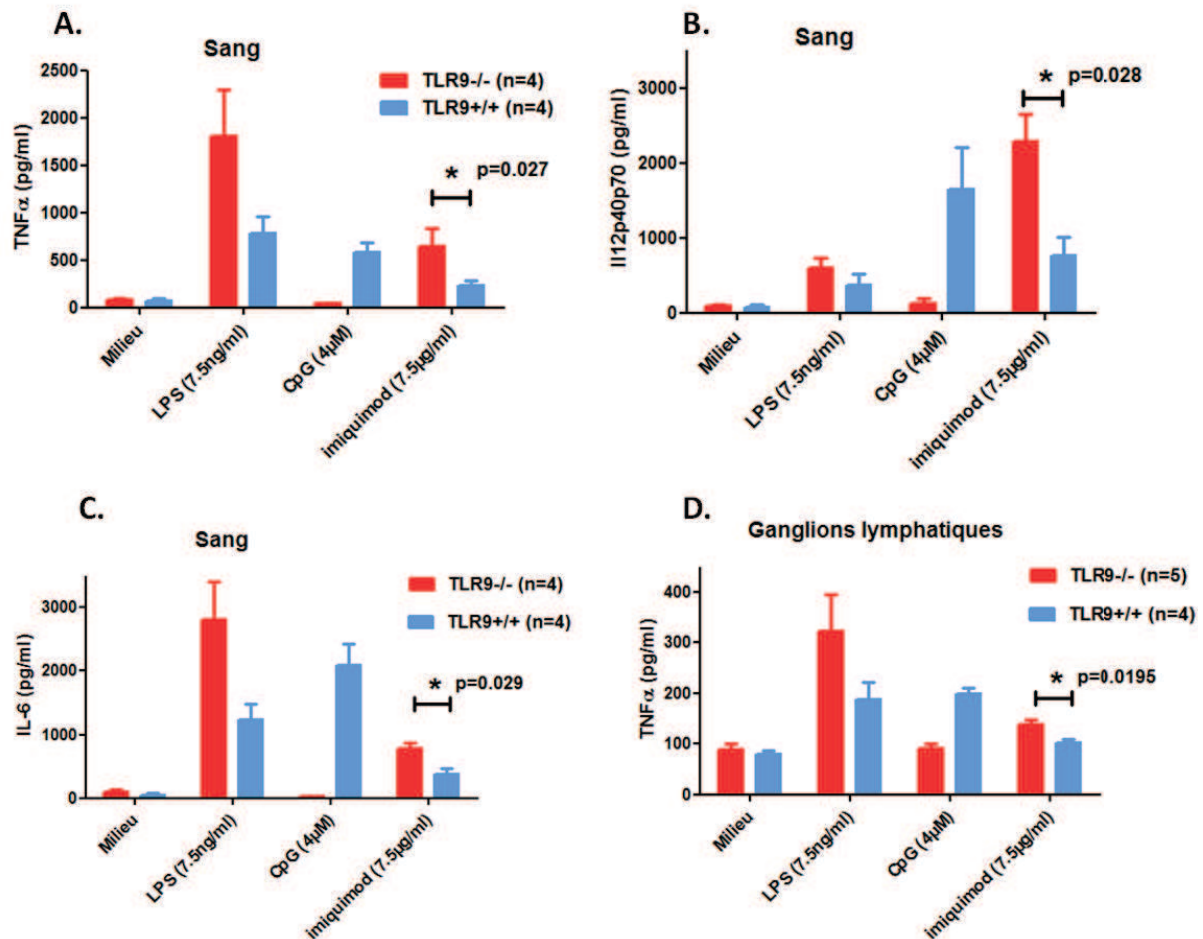 A.
Sang
TNFα (pg/ml)
2500
2000
1500
1000
500
0
TLR9-/- (n=4)
TLR9+/+ (n=4)
* p=0.027
Milieu
LPS (7.5ng/ml)
CpG (4µM)
imiquimod (7.5µg/ml)
B.
Sang
Il12p40p70 (pg/ml)
3000
2000
1000
0
* p=0.028
Milieu
LPS (7.5ng/ml)
CpG (4µM)
imiquimod (7.5µg/ml)
C.
Sang
IL-6 (pg/ml)
3000
2000
1000
0
TLR9-/- (n=4)
TLR9+/+ (n=4)
* p=0.029
Milieu
LPS (7.5ng/ml)
CpG (4µM)
imiquimod (7.5µg/ml)
D.
Ganglions lymphatiques
TNFα (pg/ml)
400
300
200
100
0
TLR9-/- (n=5)
TLR9+/+ (n=4)
* p=0.0195
Milieu
LPS (7.5ng/ml)
CpG (4µM)
imiquimod (7.5µg/ml)